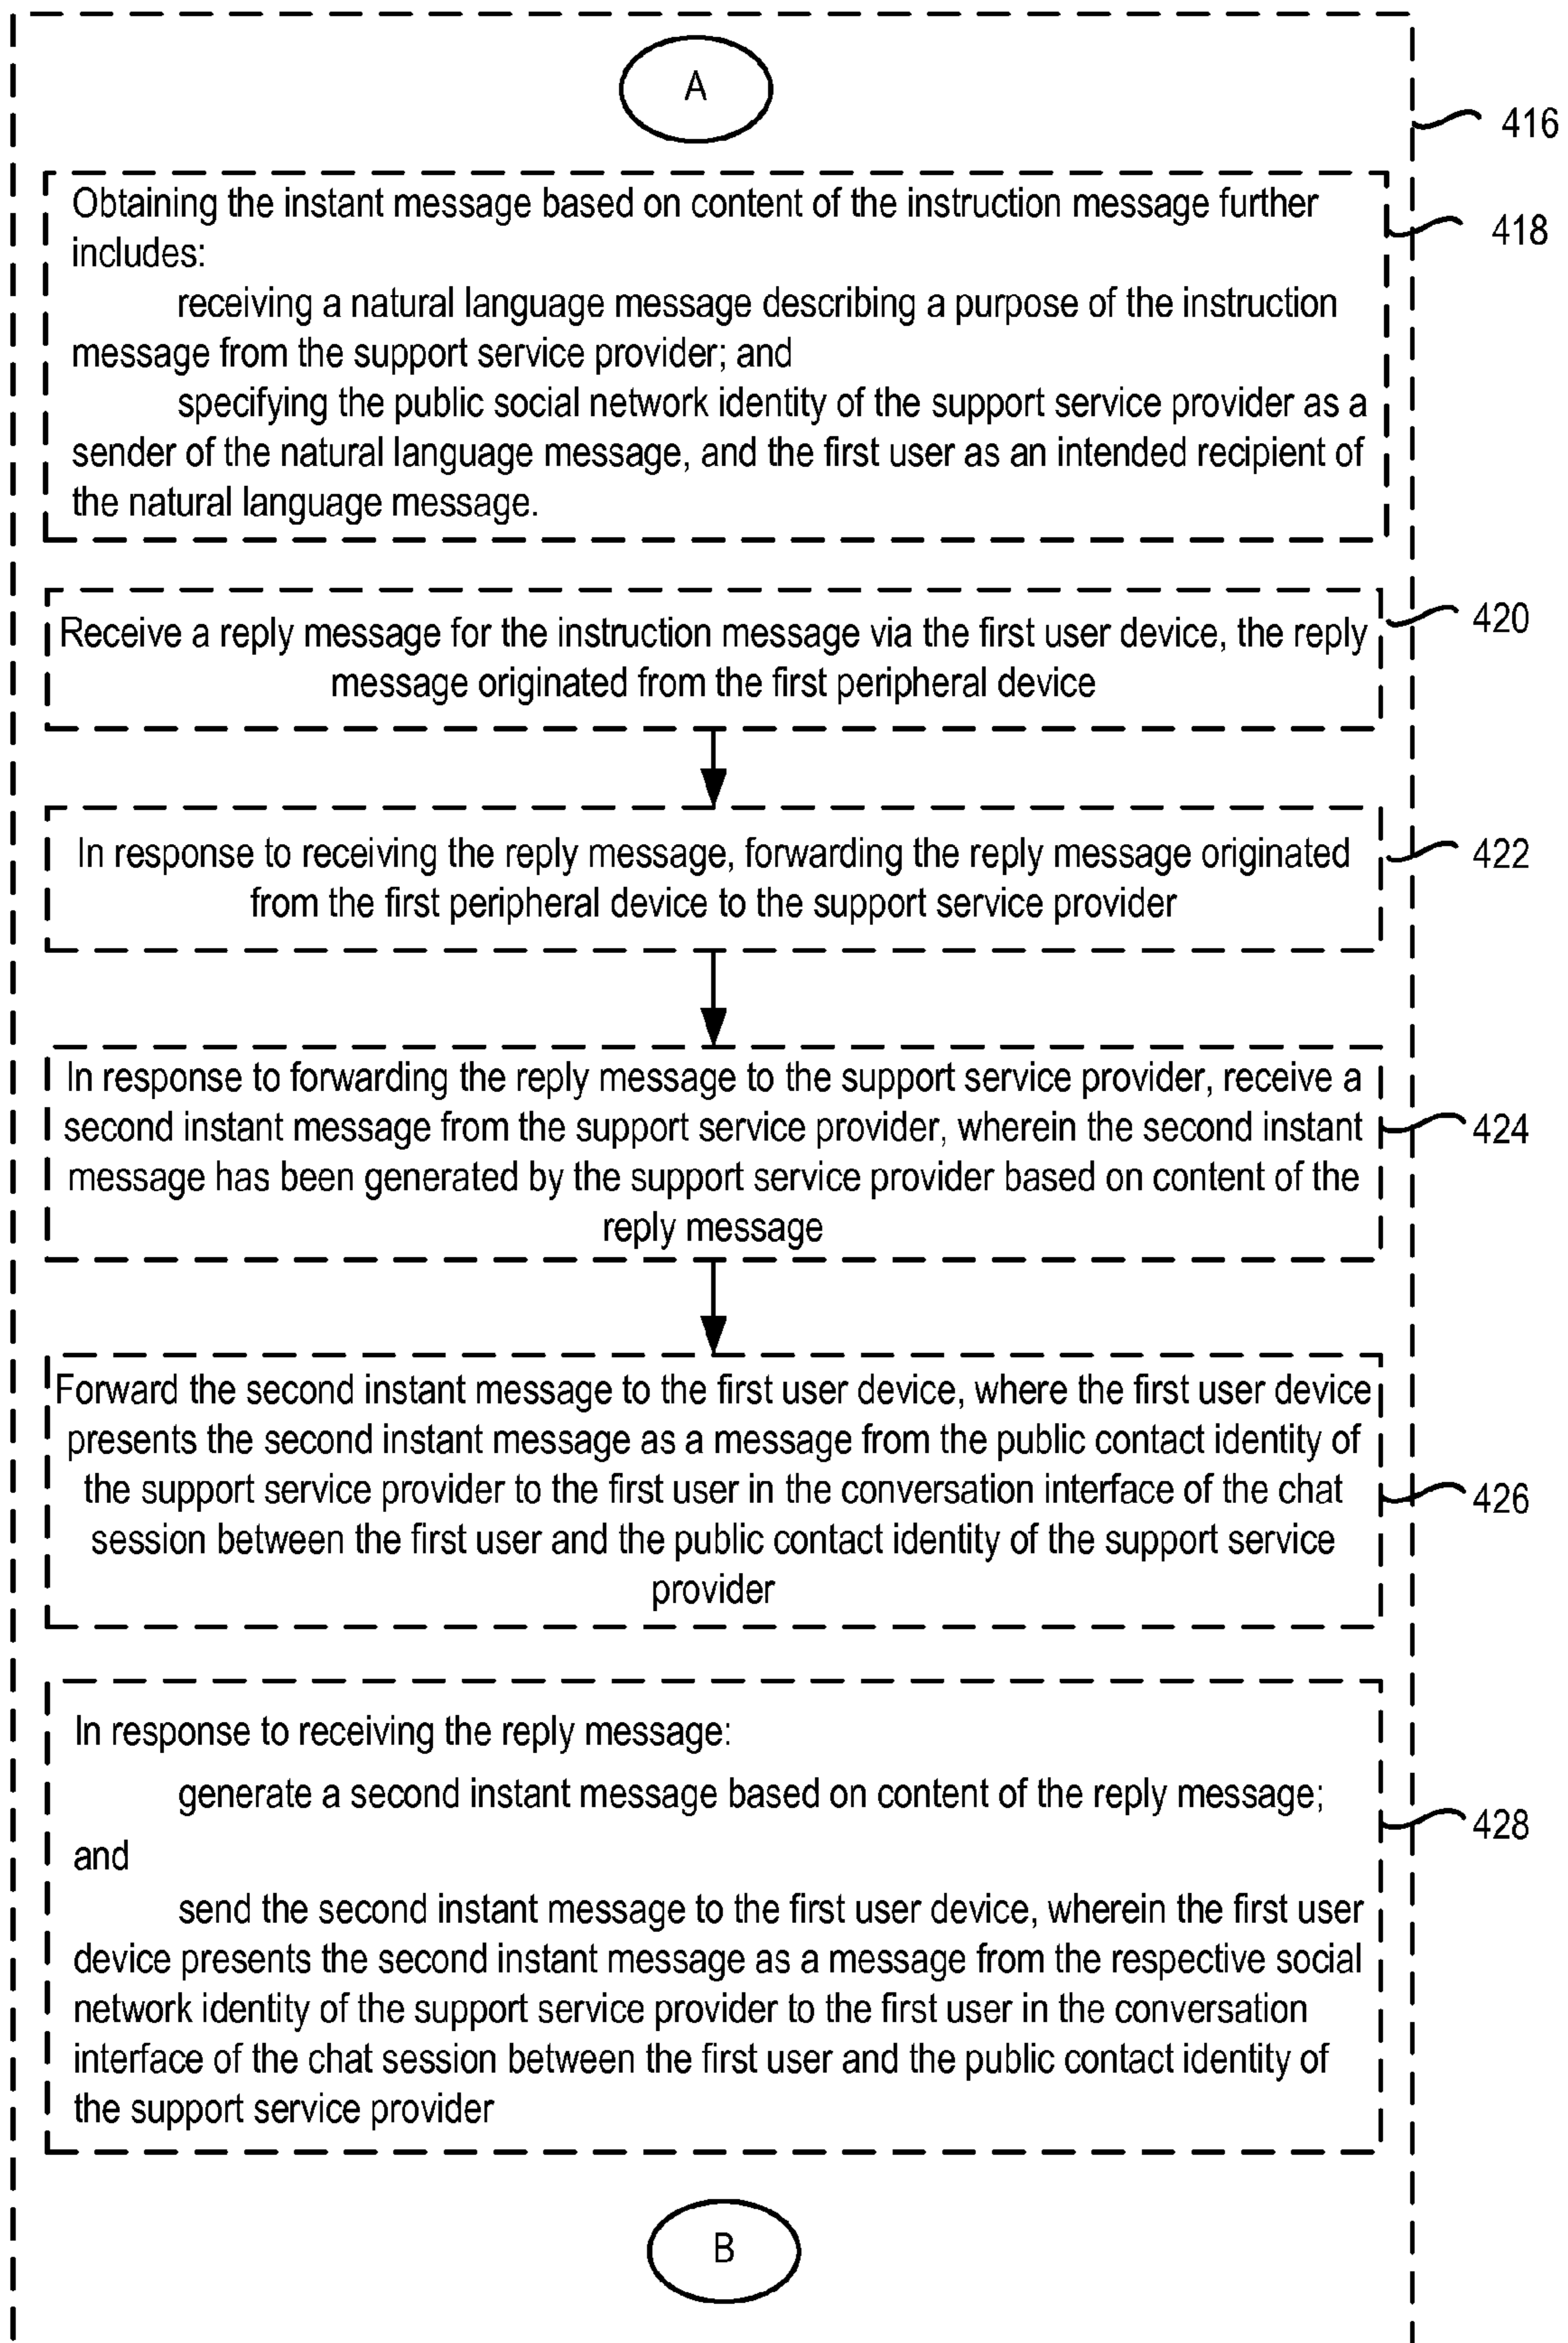 A
416
Obtaining the instant message based on content of the instruction message further
includes:
receiving a natural language message describing a purpose of the instruction
message from the support service provider; and
specifying the public social network identity of the support service provider as a
sender of the natural language message, and the first user as an intended recipient of
the natural language message.
418
Receive a reply message for the instruction message via the first user device, the reply
message originated from the first peripheral device
420
In response to receiving the reply message, forwarding the reply message originated
from the first peripheral device to the support service provider
422
In response to forwarding the reply message to the support service provider, receive a
second instant message from the support service provider, wherein the second instant
message has been generated by the support service provider based on content of the
reply message
424
Forward the second instant message to the first user device, where the first user device
presents the second instant message as a message from the public contact identity of
the support service provider to the first user in the conversation interface of the chat
session between the first user and the public contact identity of the support service
provider
426
In response to receiving the reply message:
generate a second instant message based on content of the reply message;
and
send the second instant message to the first user device, wherein the first user
device presents the second instant message as a message from the respective social
network identity of the support service provider to the first user in the conversation
interface of the chat session between the first user and the public contact identity of
the support service provider
428
B